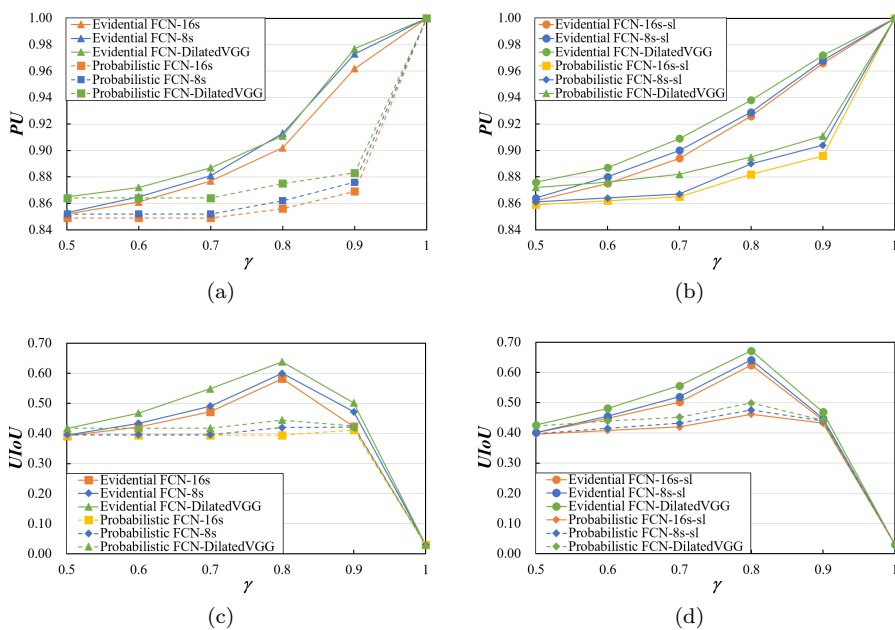 1.00
0.98
0.96
0.94
0.92
0.90
0.88
0.86
0.84
PU
Evidential FCN-16s
Evidential FCN-8s
Evidential FCN-DilatedVGG
Probabilistic FCN-16s
Probabilistic FCN-8s
Probabilistic FCN-DilatedVGG
0.5 0.6 0.7 0.8 0.9 1
γ
(a)
1.00
0.98
0.96
0.94
0.92
0.90
0.88
0.86
0.84
PU
Evidential FCN-16s-sl
Evidential FCN-8s-sl
Evidential FCN-DilatedVGG
Probabilistic FCN-16s-sl
Probabilistic FCN-8s-sl
Probabilistic FCN-DilatedVGG
0.5 0.6 0.7 0.8 0.9 1
γ
(b)
0.70
0.60
0.50
0.40
0.30
0.20
0.10
0.00
UIoU
Evidential FCN-16s
Evidential FCN-8s
Evidential FCN-DilatedVGG
Probabilistic FCN-16s
Probabilistic FCN-8s
Probabilistic FCN-DilatedVGG
0.5 0.6 0.7 0.8 0.9 1
γ
(c)
0.70
0.60
0.50
0.40
0.30
0.20
0.10
0.00
UIoU
Evidential FCN-16s-sl
Evidential FCN-8s-sl
Evidential FCN-DilatedVGG
Probabilistic FCN-16s-sl
Probabilistic FCN-8s-sl
Probabilistic FCN-DilatedVGG
0.5 0.6 0.7 0.8 0.9 1
γ
(d)